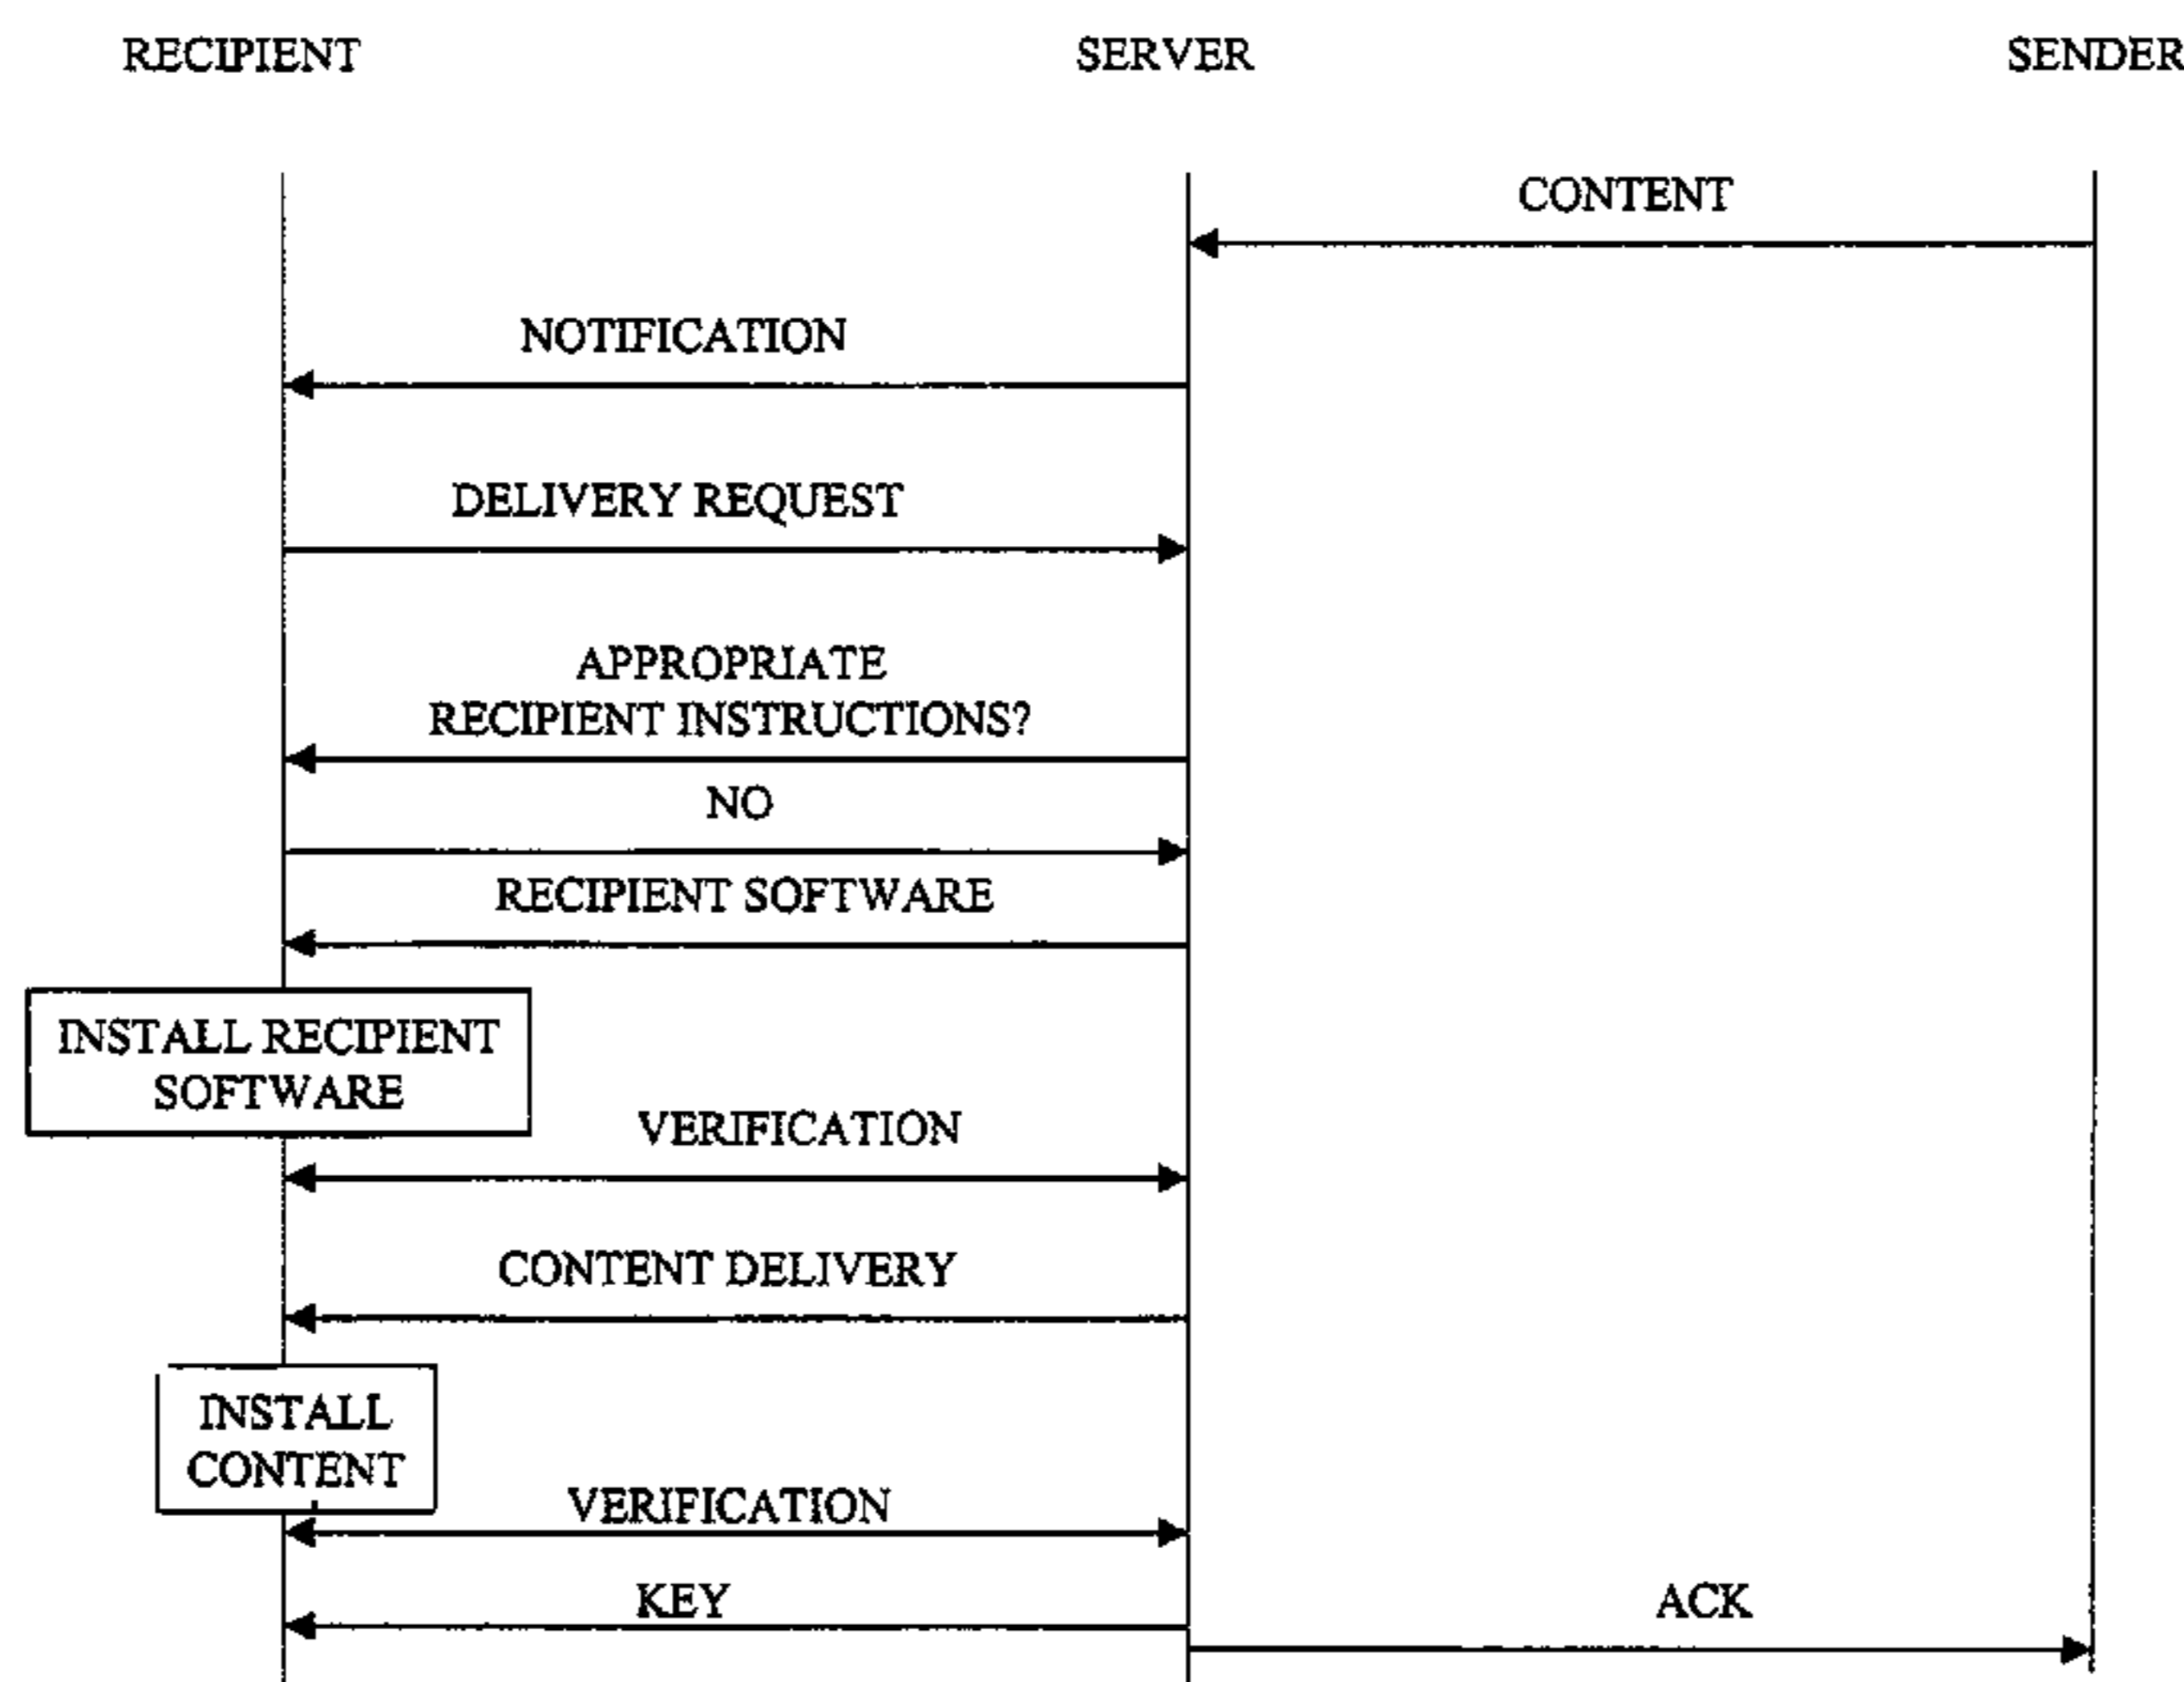 RECIPIENT
SERVER
SENDER
CONTENT
NOTIFICATION
DELIVERY REQUEST
APPROPRIATE
RECIPIENT INSTRUCTIONS?
NO
RECIPIENT SOFTWARE
INSTALL RECIPIENT
SOFTWARE
VERIFICATION
CONTENT DELIVERY
INSTALL
CONTENT
VERIFICATION
KEY
ACK